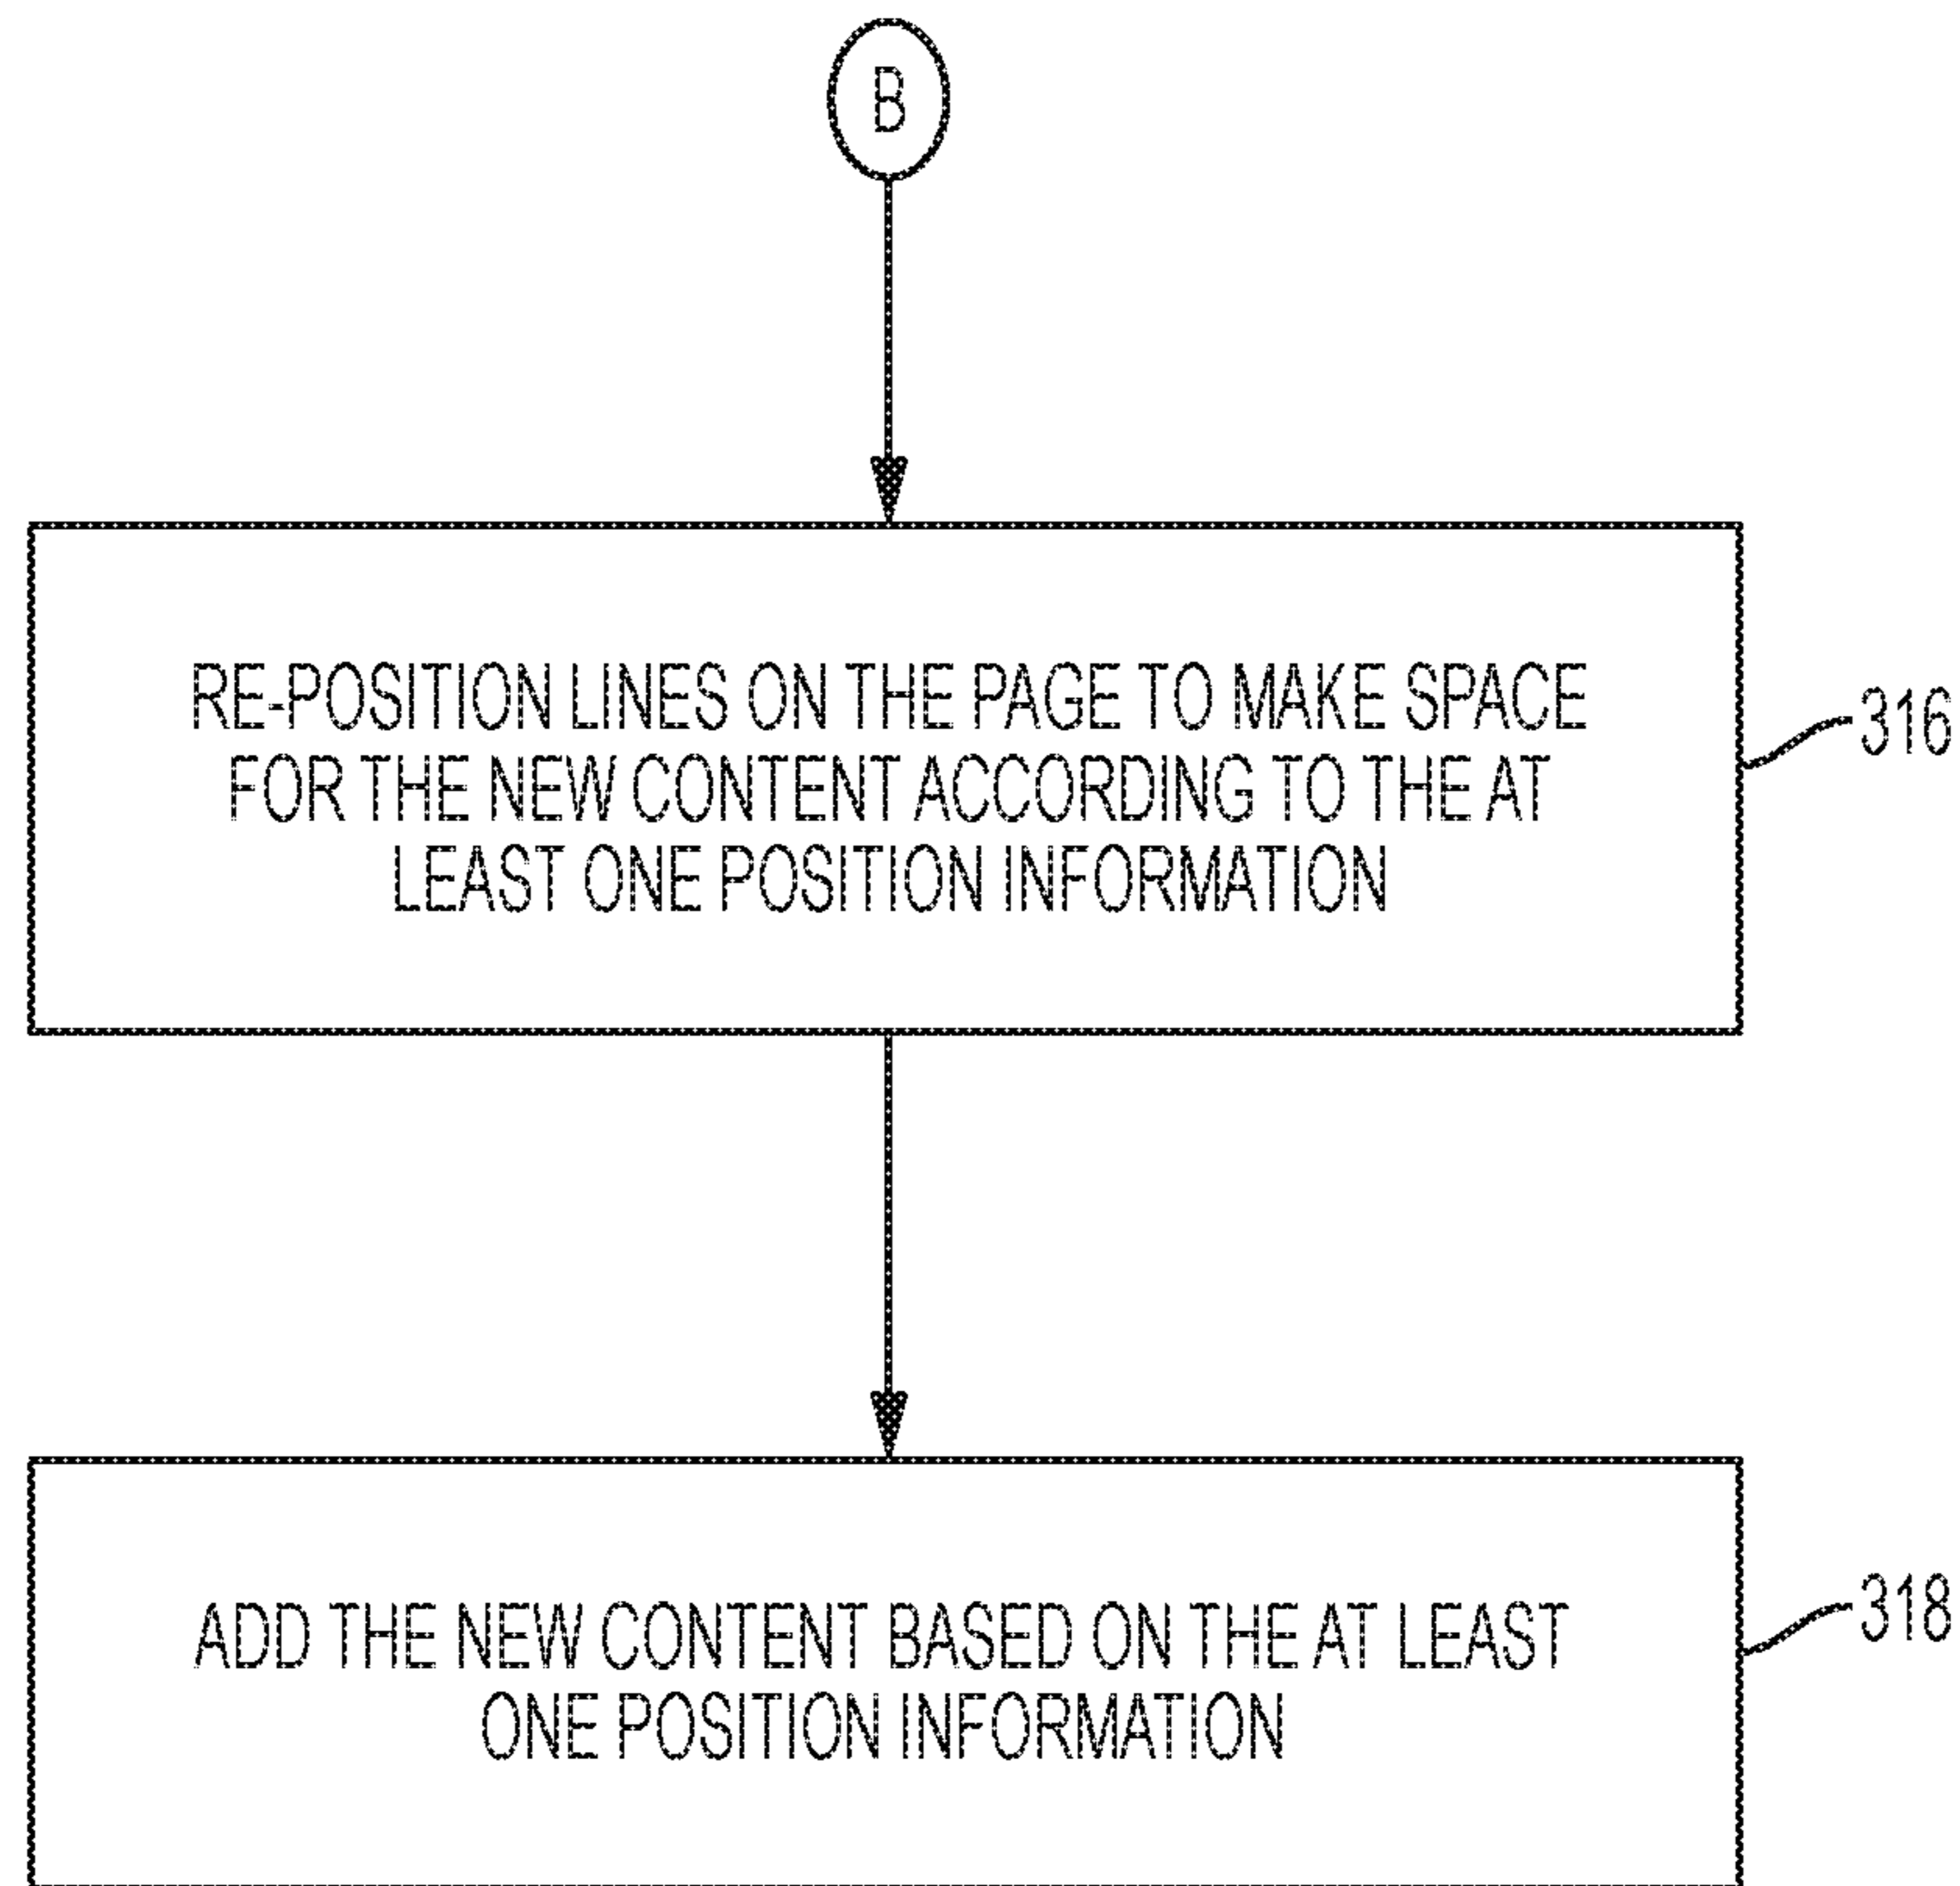 B
RE-POSITION LINES ON THE PAGE TO MAKE SPACE
FOR THE NEW CONTENT ACCORDING TO THE AT
LEAST ONE POSITION INFORMATION
316
ADD THE NEW CONTENT BASED ON THE AT LEAST
ONE POSITION INFORMATION
318